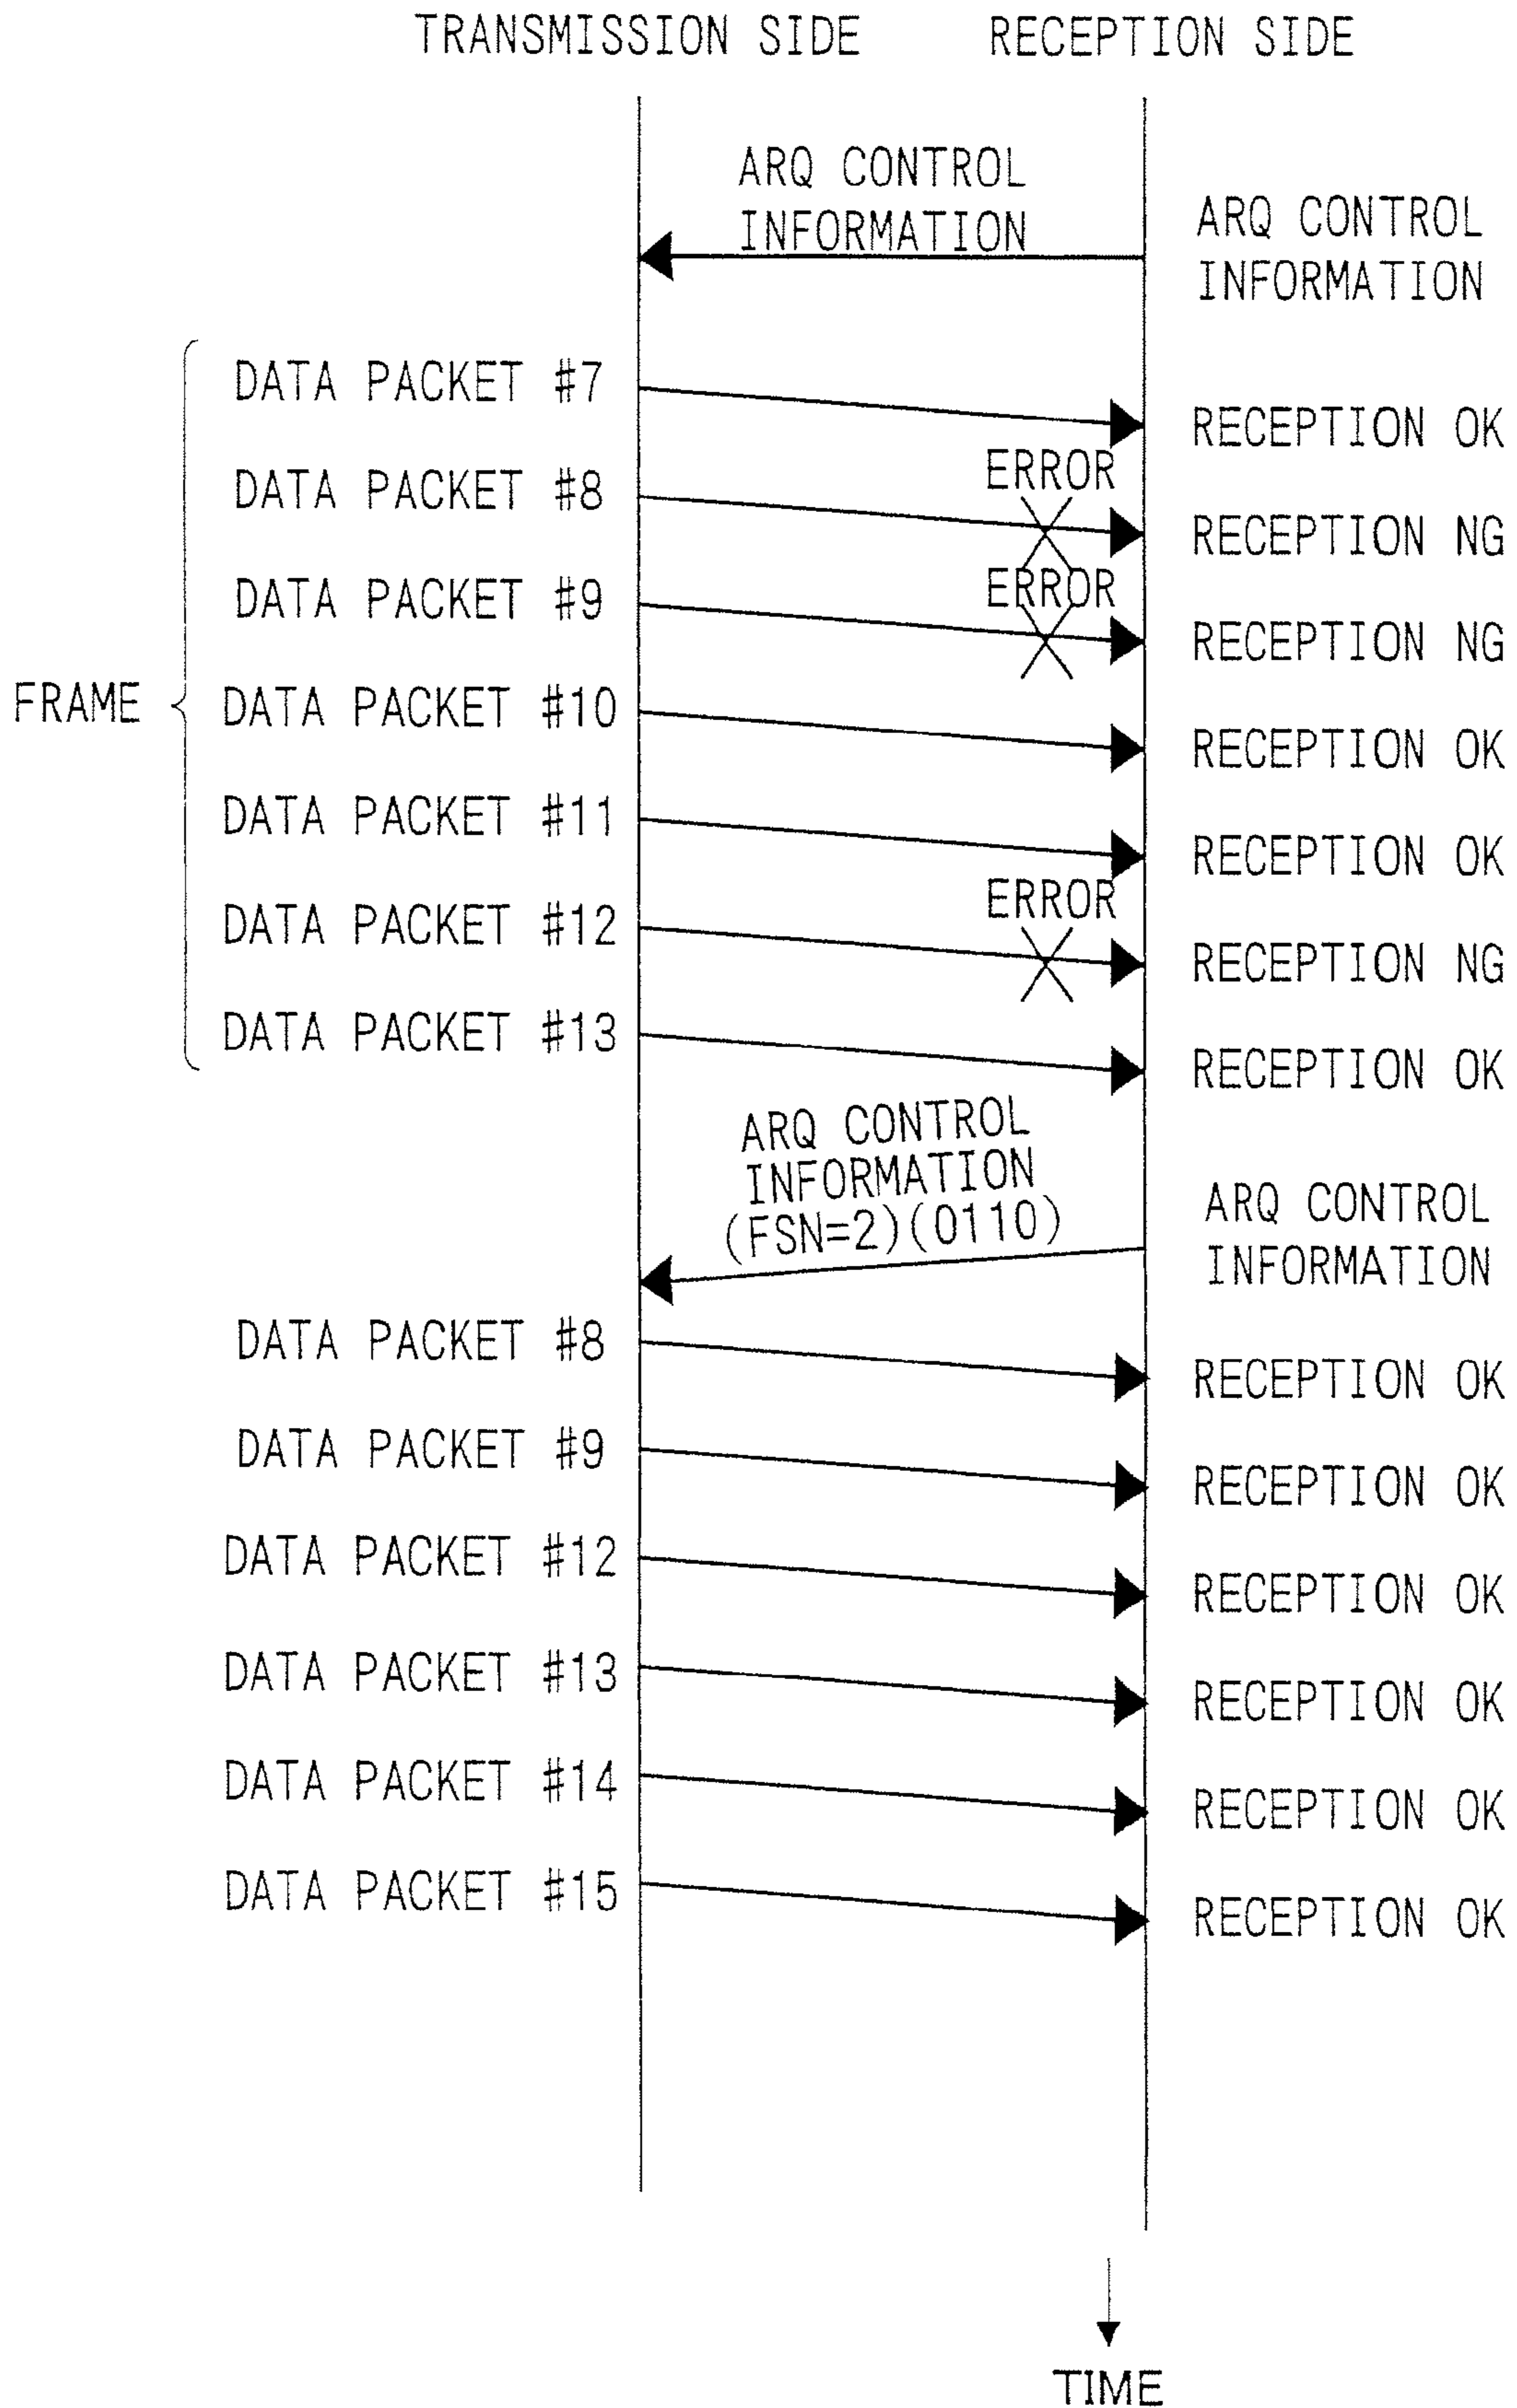 TRANSMISSION SIDE RECEPTION SIDE
ARQ CONTROL
INFORMATION
ARQ CONTROL
INFORMATION
DATA PACKET #7
RECEPTION OK
ERROR
DATA PACKET #8
RECEPTION NG
ERROR
DATA PACKET #9
RECEPTION NG
FRAME
DATA PACKET #10
RECEPTION OK
DATA PACKET #11
RECEPTION OK
ERROR
DATA PACKET #12
RECEPTION NG
DATA PACKET #13
RECEPTION OK
ARQ CONTROL
INFORMATION
(FSN=2)(0110)
ARQ CONTROL
INFORMATION
DATA PACKET #8
RECEPTION OK
DATA PACKET #9
RECEPTION OK
DATA PACKET #12
RECEPTION OK
DATA PACKET #13
RECEPTION OK
DATA PACKET #14
RECEPTION OK
DATA PACKET #15
RECEPTION OK
TIME